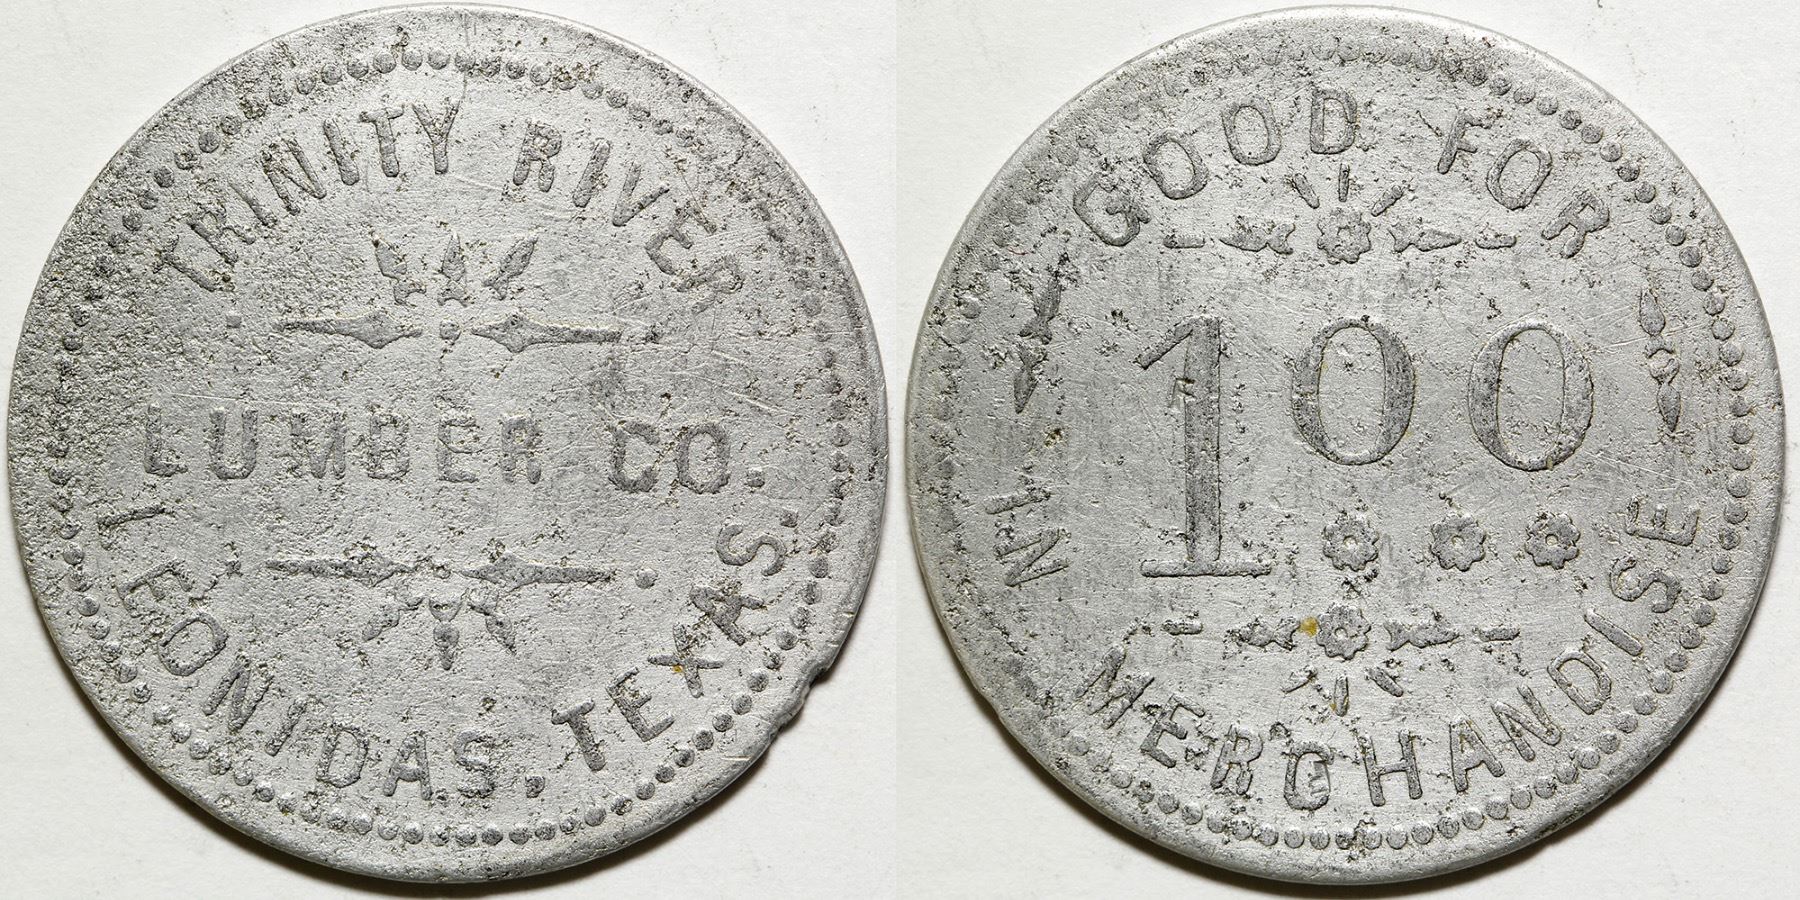 TRINITY RIVER
LUMBER CO.
LEONIDAS, TEXAS.
GOOD FOR
100
IN MERCHANDISE